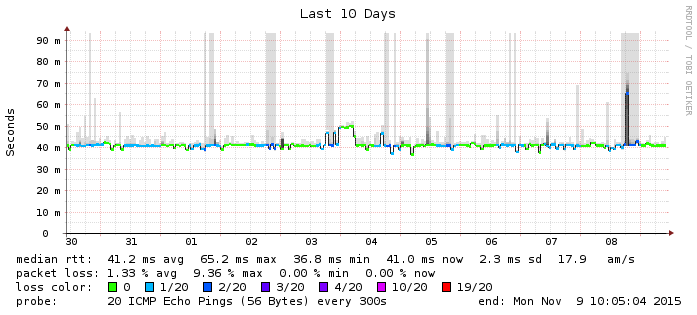 Last 10 Days
RRDTOOL / TOBI OETIKER
Seconds
90 m
80 m
70 m
60 m
50 m
40 m
30 m
20 m
10 m
0
30 31 01 02 03 04 05 06 07 08
median rtt: 41.2 ms avg 65.2 ms max 36.8 ms min 41.0 ms now 2.3 ms sd 17.9 am/s
packet loss: 1.33 % avg 9.36 % max 0.00 % min 0.00 % now
loss color: 0 1/20 2/20 3/20 4/20 10/20 19/20
probe: 20 ICMP Echo Pings (56 Bytes) every 300s end: Mon Nov 9 10:05:04 2015